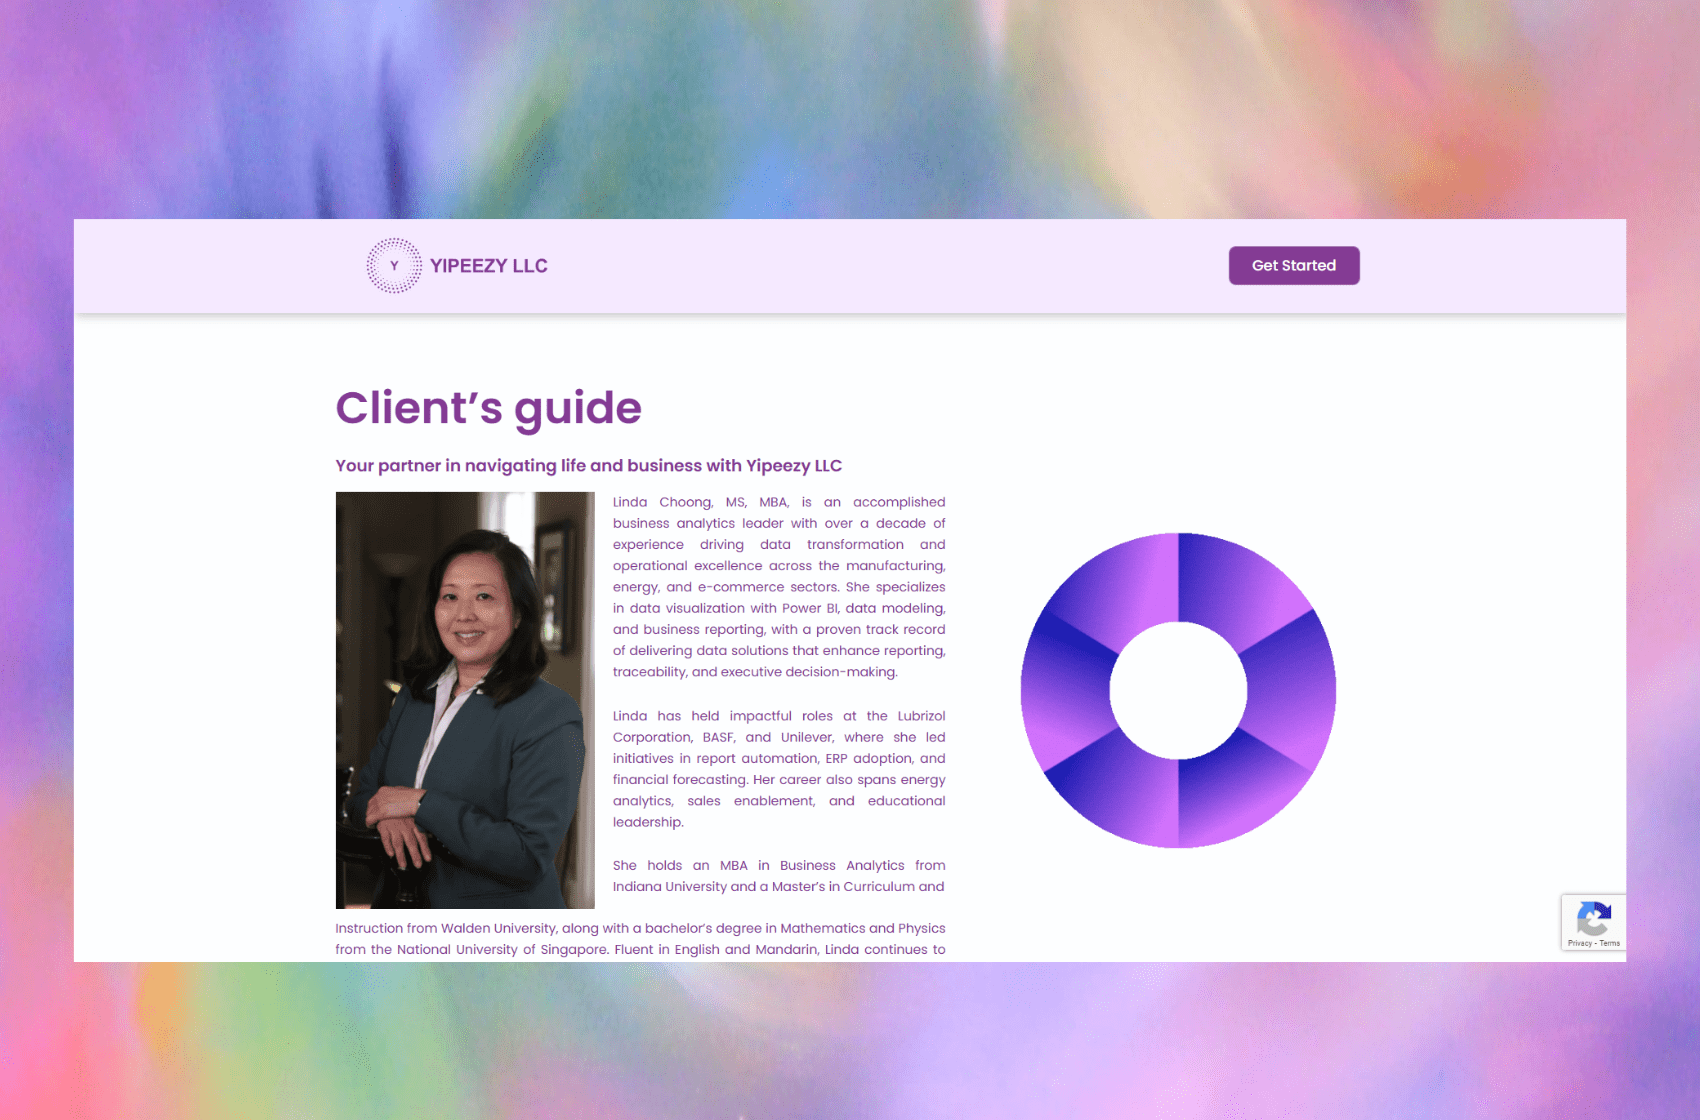 Y
YIPEEZY LLC
Get Started
Client’s guide
Your partner in navigating life and business with Yipeezy LLC
Linda Choong, MS, MBA, is an accomplished
business analytics leader with over a decade of
experience driving data transformation and
operational excellence across the manufacturing,
energy, and e-commerce sectors. She specializes
in data visualization with Power BI, data modeling,
and business reporting, with a proven track record
of delivering data solutions that enhance reporting,
traceability, and executive decision-making.
Linda has held impactful roles at the Lubrizol
Corporation, BASF, and Unilever, where she led
initiatives in report automation, ERP adoption, and
financial forecasting. Her career also spans energy
analytics, sales enablement, and educational
leadership.
She holds an MBA in Business Analytics from
Indiana University and a Master’s in Curriculum and
Instruction from Walden University, along with a bachelor’s degree in Mathematics and Physics
from the National University of Singapore. Fluent in English and Mandarin, Linda continues to
Privacy - Terms